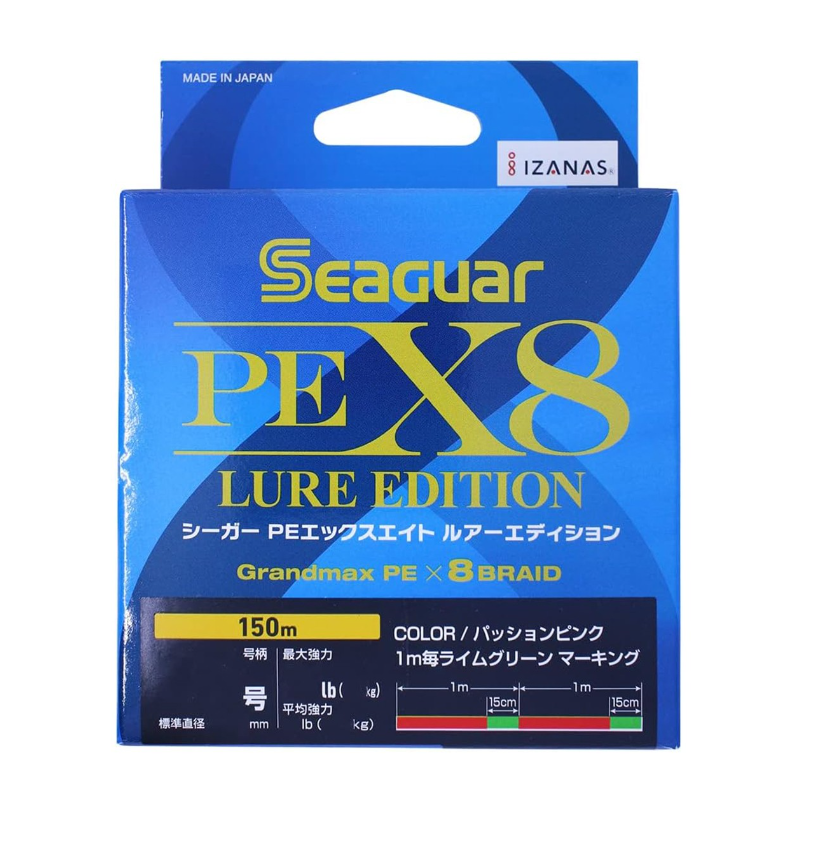 MADE IN JAPAN
IZANAS®
Seaguar
PEX8
LURE EDITION
シーガー PEエックスエイト ルアーエディション
Grandmax PE × 8 BRAID
150m
COLOR / パッションピンク
1m毎ライムグリーン マーキング
号柄 最大強力
号 lb( kg)
平均強力
標準直径 mm lb ( kg)
1m 1m
15cm 15cm